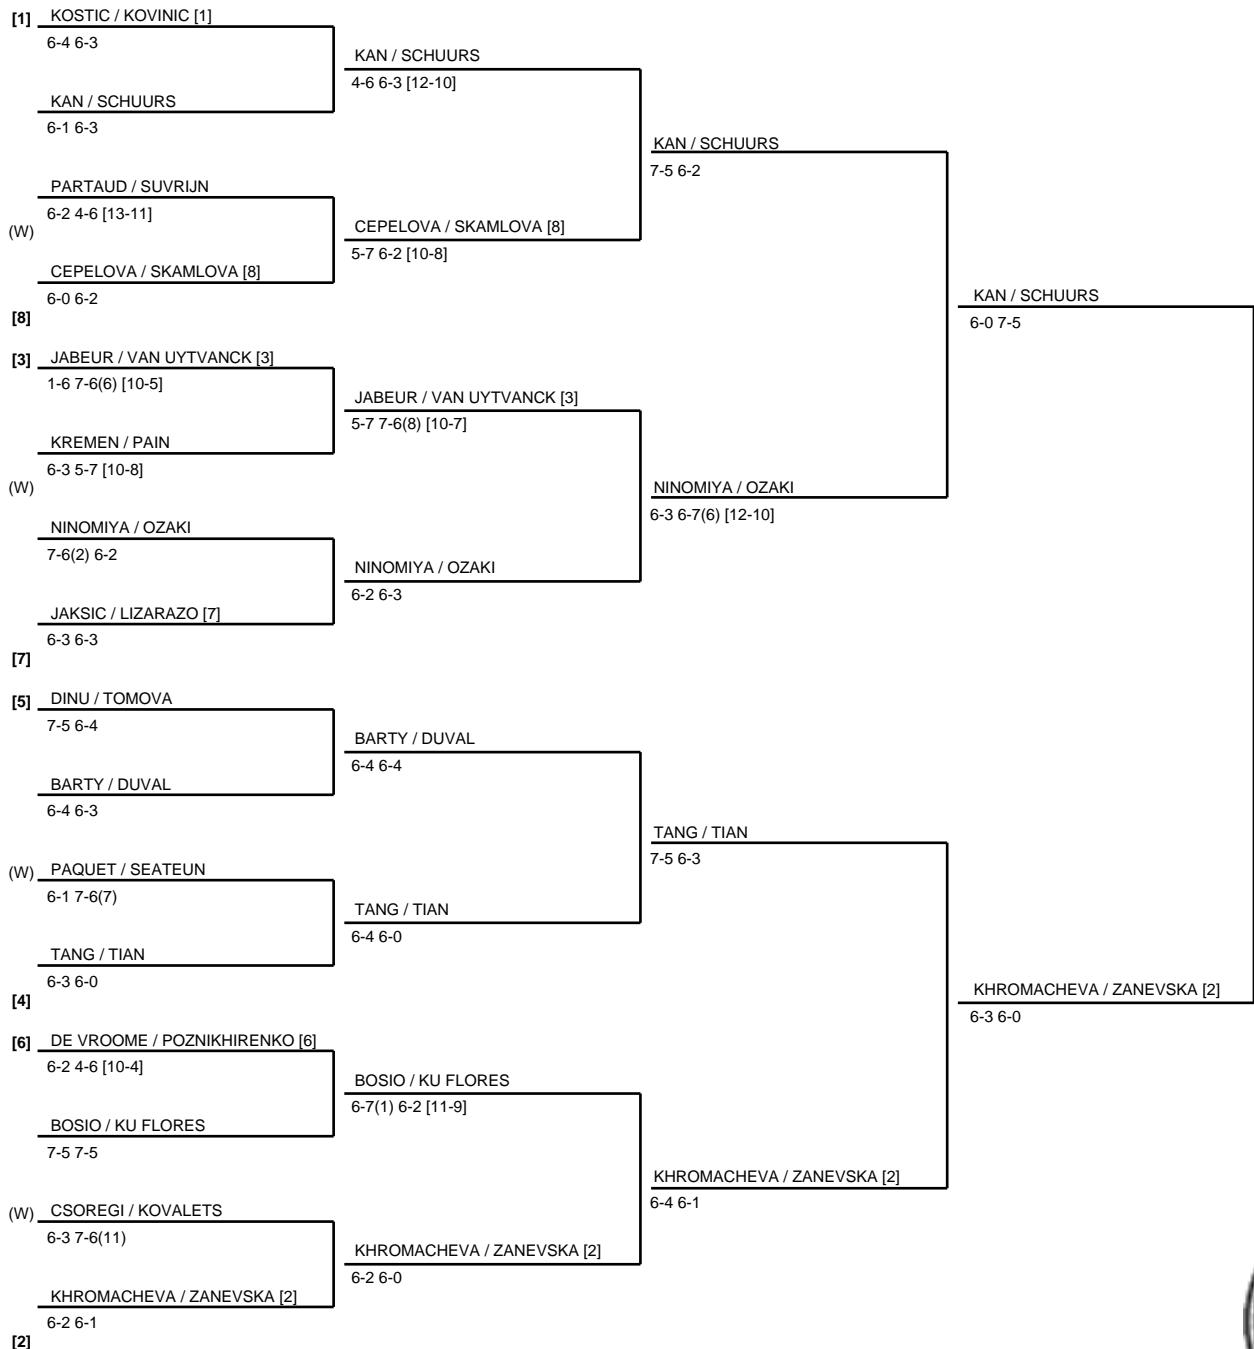 [1] KOSTIC / KOVINIC [1]
6-4 6-3
KAN / SCHUURS
4-6 6-3 [12-10]
KAN / SCHUURS
6-1 6-3
KAN / SCHUURS
7-5 6-2
PARTAUD / SUVRIJN
6-2 4-6 [13-11]
(W)
CEPELOVA / SKAMLOVA [8]
5-7 6-2 [10-8]
CEPELOVA / SKAMLOVA [8]
6-0 6-2
KAN / SCHUURS
6-0 7-5
[8]
[3] JABEUR / VAN UYTVANCK [3]
1-6 7-6(6) [10-5]
JABEUR / VAN UYTVANCK [3]
5-7 7-6(8) [10-7]
KREMEN / PAIN
6-3 5-7 [10-8]
(W)
NINOMIYA / OZAKI
6-3 6-7(6) [12-10]
NINOMIYA / OZAKI
7-6(2) 6-2
NINOMIYA / OZAKI
6-2 6-3
JAKSIC / LIZARAZO [7]
6-3 6-3
[7]
[5] DINU / TOMOVA
7-5 6-4
BARTY / DUVAL
6-4 6-4
BARTY / DUVAL
6-4 6-3
TANG / TIAN
7-5 6-3
(W) PAQUET / SEATEUN
6-1 7-6(7)
TANG / TIAN
6-4 6-0
TANG / TIAN
6-3 6-0
KHROMACHEVA / ZANEVSKA [2]
6-3 6-0
[4]
[6] DE VROOME / POZNIKHIRENKO [6]
6-2 4-6 [10-4]
BOSIO / KU FLORES
6-7(1) 6-2 [11-9]
BOSIO / KU FLORES
7-5 7-5
KHROMACHEVA / ZANEVSKA [2]
6-4 6-1
(W) CSOREGI / KOVALETS
6-3 7-6(11)
KHROMACHEVA / ZANEVSKA [2]
6-2 6-0
KHROMACHEVA / ZANEVSKA [2]
6-2 6-1
[2]